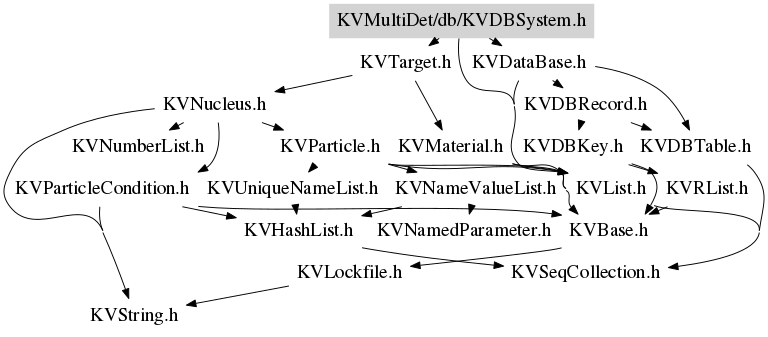 KVMultiDet/db/KVDBSystem.h
KVTarget.h
KVDataBase.h
KVNucleus.h
KVDBRecord.h
KVNumberList.h
KVParticle.h
KVMaterial.h
KVDBKey.h
KVDBTable.h
KVParticleCondition.h
KVUniqueNameList.h
KVNameValueList.h
KVList.h
KVRList.h
KVHashList.h
KVNamedParameter.h
KVBase.h
KVLockfile.h
KVSeqCollection.h
KVString.h